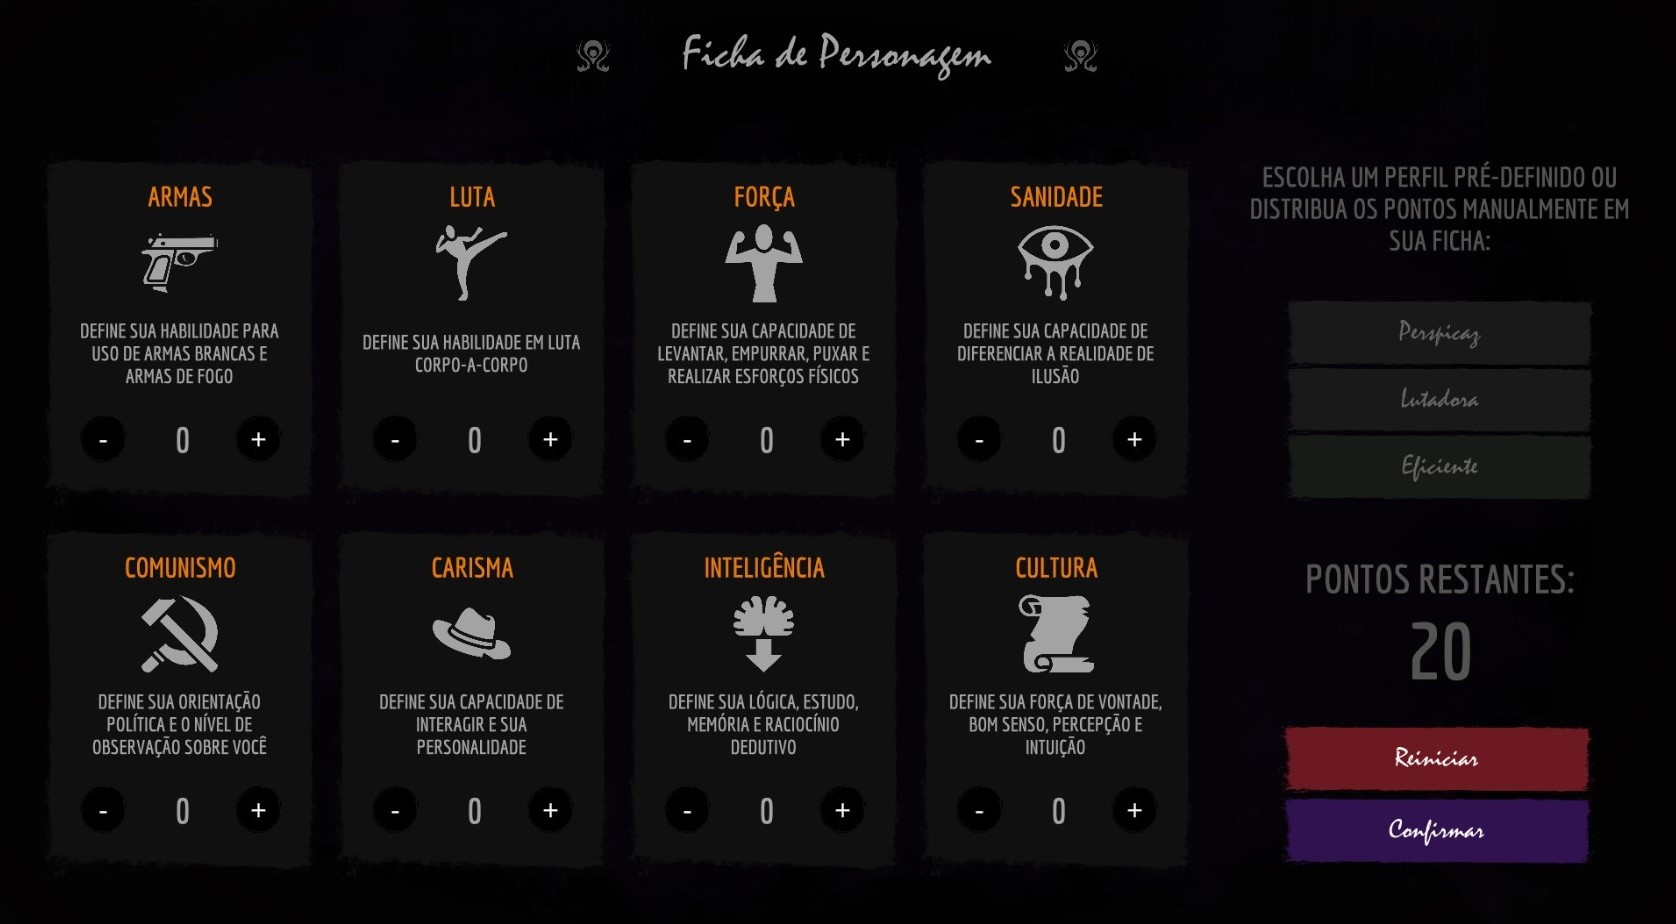 Ficha de Personagem
ARMAS
DEFINE SUA HABILIDADE PARA
USO DE ARMAS BRANCAS E
ARMAS DE FOGO
- 0 +
LUTA
DEFINE SUA HABILIDADE EM LUTA
CORPO-A-CORPO
- 0 +
FORÇA
DEFINE SUA CAPACIDADE DE
LEVANTAR, EMPURRAR, PUXAR E
REALIZAR ESFORÇOS FÍSICOS
- 0 +
SANIDADE
DEFINE SUA CAPACIDADE DE
DIFERENCIAR A REALIDADE DE
ILUSÃO
- 0 +
COMUNISMO
DEFINE SUA ORIENTAÇÃO
POLÍTICA E O NÍVEL DE
OBSERVAÇÃO SOBRE VOCÊ
- 0 +
CARISMA
DEFINE SUA CAPACIDADE DE
INTERAGIR E SUA
PERSONALIDADE
- 0 +
INTELIGÊNCIA
DEFINE SUA LÓGICA, ESTUDO,
MEMÓRIA E RACIOCÍNIO
DEDUTIVO
- 0 +
CULTURA
DEFINE SUA FORÇA DE VONTADE,
BOM SENSO, PERCEPÇÃO E
INTUIÇÃO
- 0 +
ESCOLHA UM PERFIL PRÉ-DEFINIDO OU
DISTRIBUA OS PONTOS MANUALMENTE EM
SUA FICHA:
Perspicaz
Lutadora
Eficiente
PONTOS RESTANTES:
20
Reiniciar
Confirmar